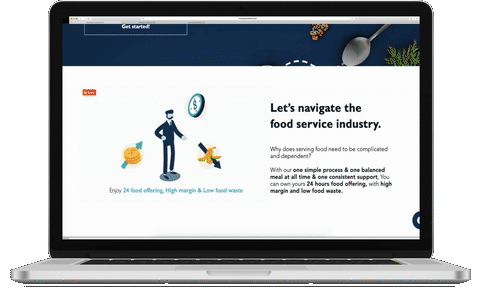 Get started!
Let's navigate the
food service industry.
Why does serving food need to be complicated
and dependent?
With our one simple process & one balanced
meal at all time & one consistent support, You
can own yours 24 hours food offering, with high
margin and low food waste.
Enjoy 24 food offering, High margin & Low food waste